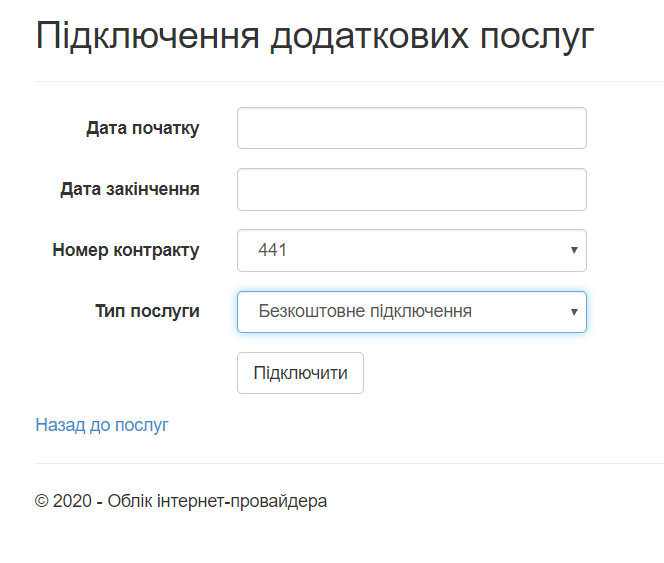 Підключення додаткових послуг
Дата початку
Дата закінчення
Номер контракту 441
Тип послуги Безкоштовне підключення
Підключити
Назад до послуг
© 2020 - Облік інтернет-провайдера